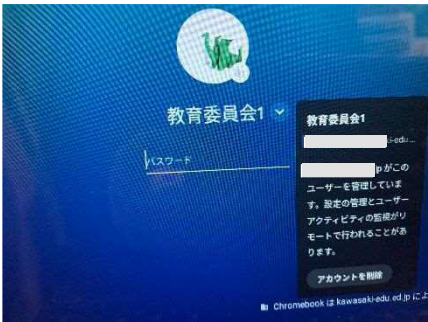 教育委員会1
パスワード
教育委員会1
i-edu...
p がこの
ユーザーを管理していま
す。設定の管理とユーザー
アクティビティの監視がリ
モートで行われることがあ
ります。
アカウントを削除
Chromebook は kawasaki-edu.ed.jp によ